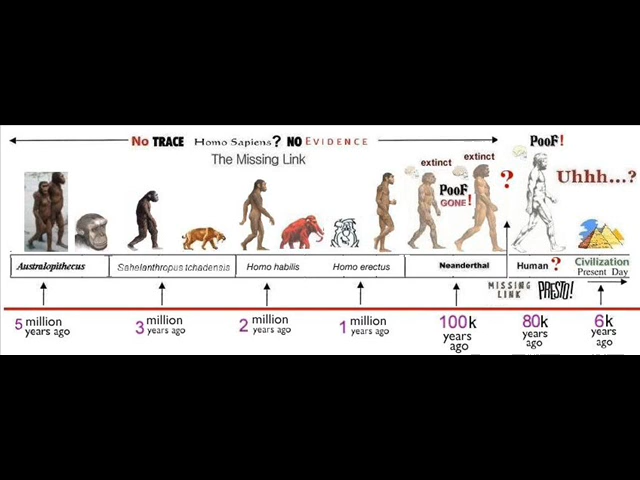 No TRACE Homo Sapiens? NO EVIDENCE
The Missing Link
PooF!
extinct
extinct
PooF
GONE!
?
Uhhh...?
Australopithecus
Sahelanthropus tchadensis
Homo habilis
Homo erectus
Neanderthal
Human ?
Civilization
Present Day
MISSING
LINK
PRESTO!
5 million
years ago
3 million
years ago
2 million
years ago
1 million
years ago
100k
years
ago
80k
years
ago
6k
years
ago